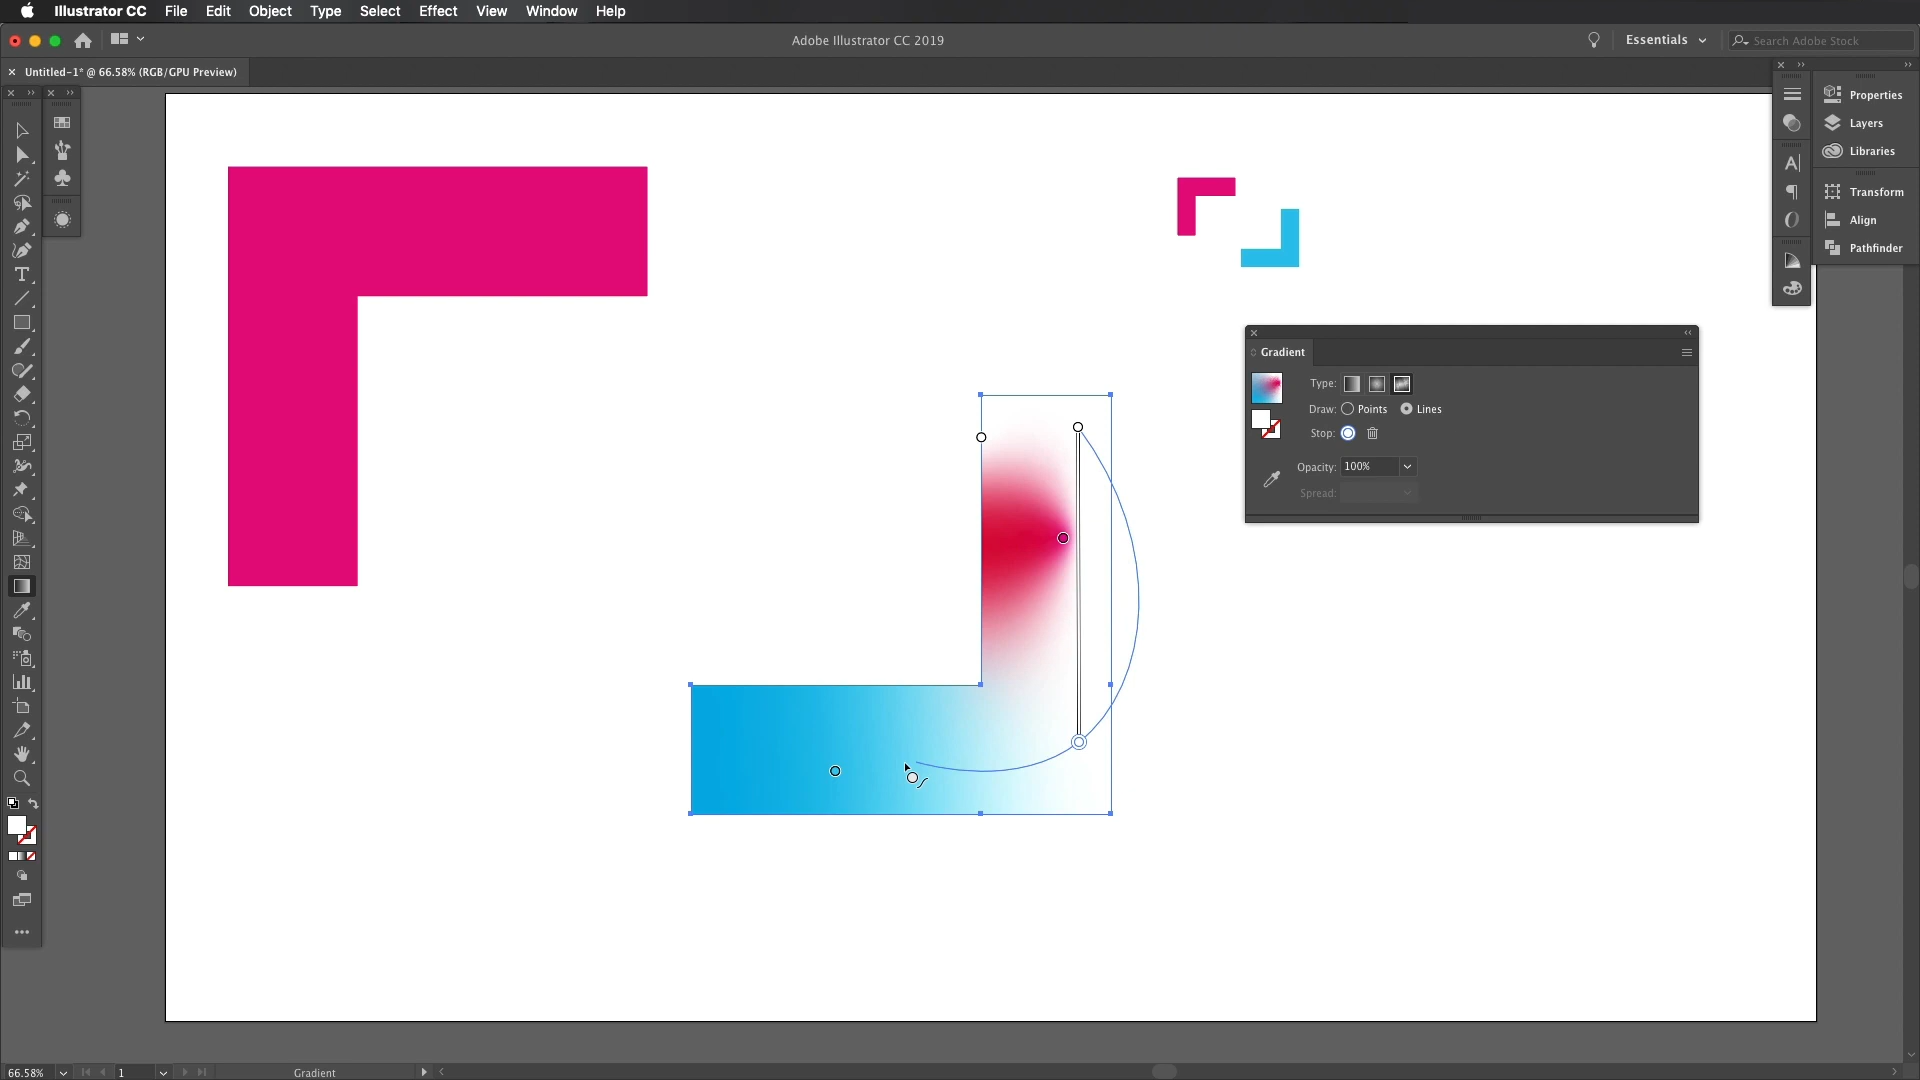 Illustrator CC File Edit Object Type Select Effect View Window Help
Adobe Illustrator CC 2019
Essentials
Search Adobe Stock
Untitled-1* @ 66.58% (RGB/GPU Preview)
Properties
Layers
Libraries
Transform
Align
Pathfinder
Gradient
Type:
Draw: Points Lines
Stop:
Opacity: 100%
Spread:
66.58% 1 Gradient